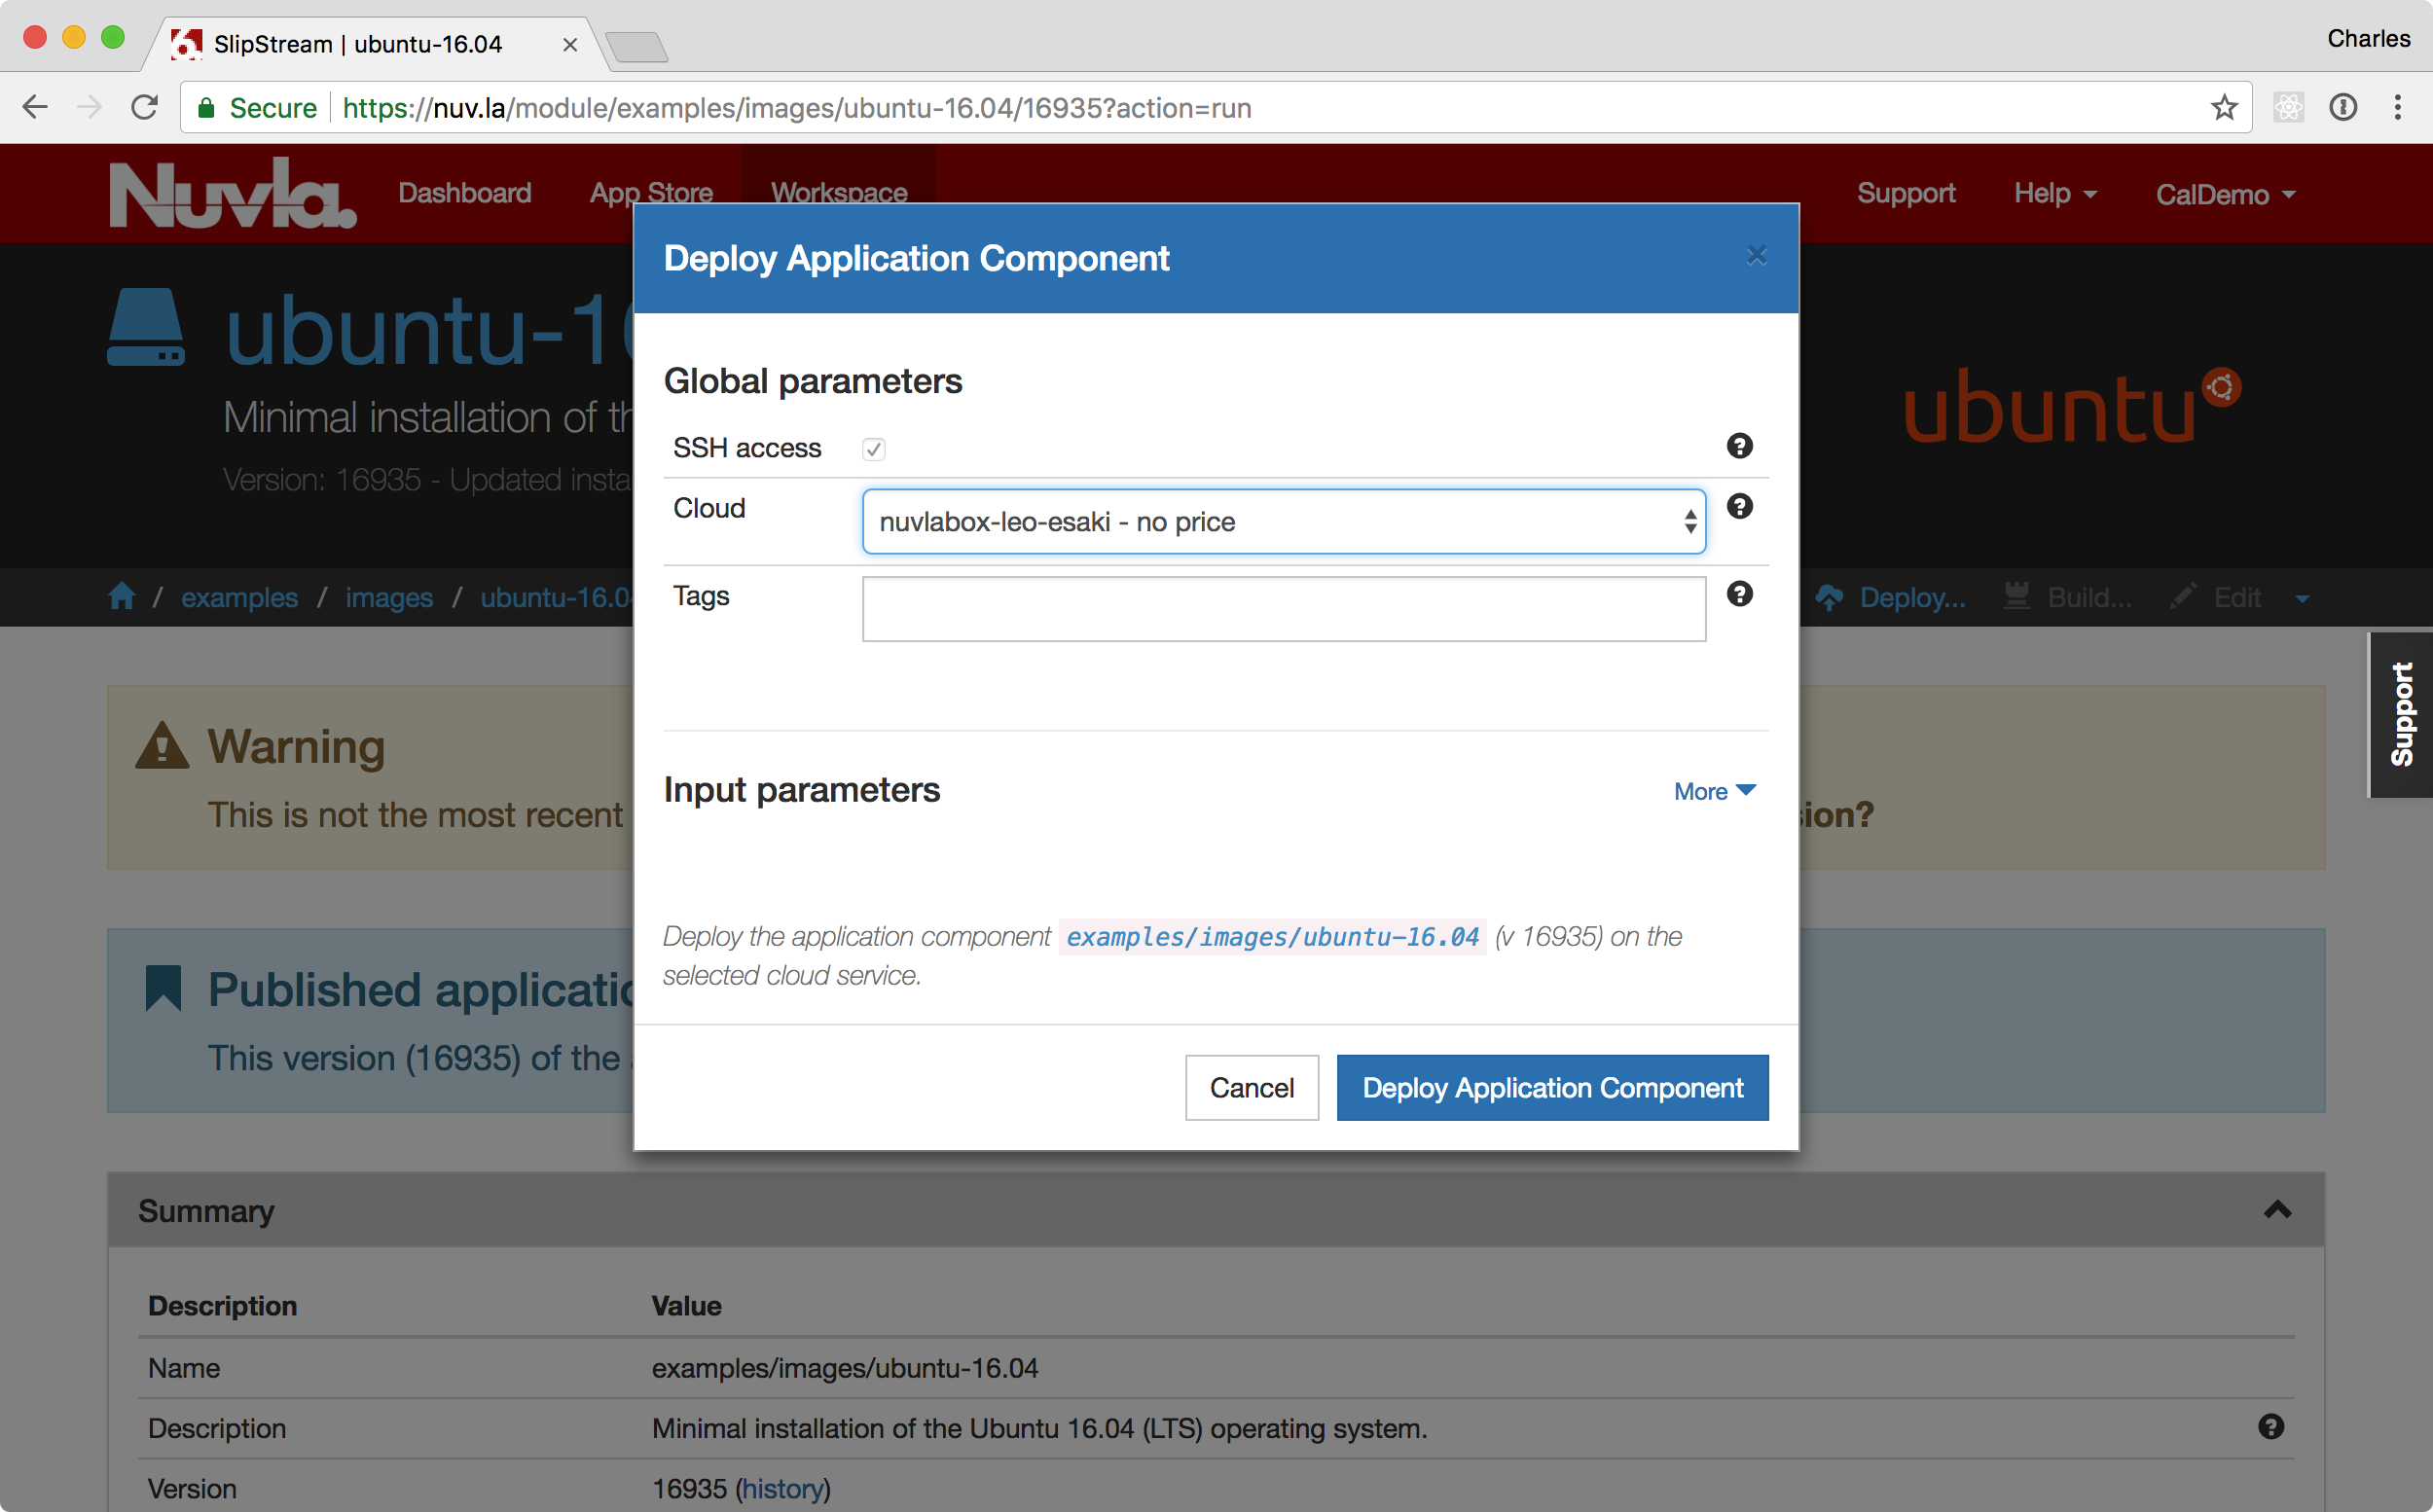 SlipStream | ubuntu-16.04
Charles
Secure https://nuv.la/module/examples/images/ubuntu-16.04/16935?action=run
Nuvla. Dashboard App Store Workspace Support Help CalDemo
Deploy Application Component
ubuntu-16
ubuntu
Minimal installation of th
Version: 16935 - Updated insta
Global parameters
SSH access
Cloud nuvlabox-leo-esaki - no price
Tags
/ examples / images / ubuntu-16.04 Deploy... Build... Edit
Support
Warning
This is not the most recent sion?
Input parameters More
Deploy the application component examples/images/ubuntu-16.04 (v 16935) on the
selected cloud service.
Published applicatio
This version (16935) of the
Cancel Deploy Application Component
Summary
Description Value
Name examples/images/ubuntu-16.04
Description Minimal installation of the Ubuntu 16.04 (LTS) operating system.
Version 16935 (history)